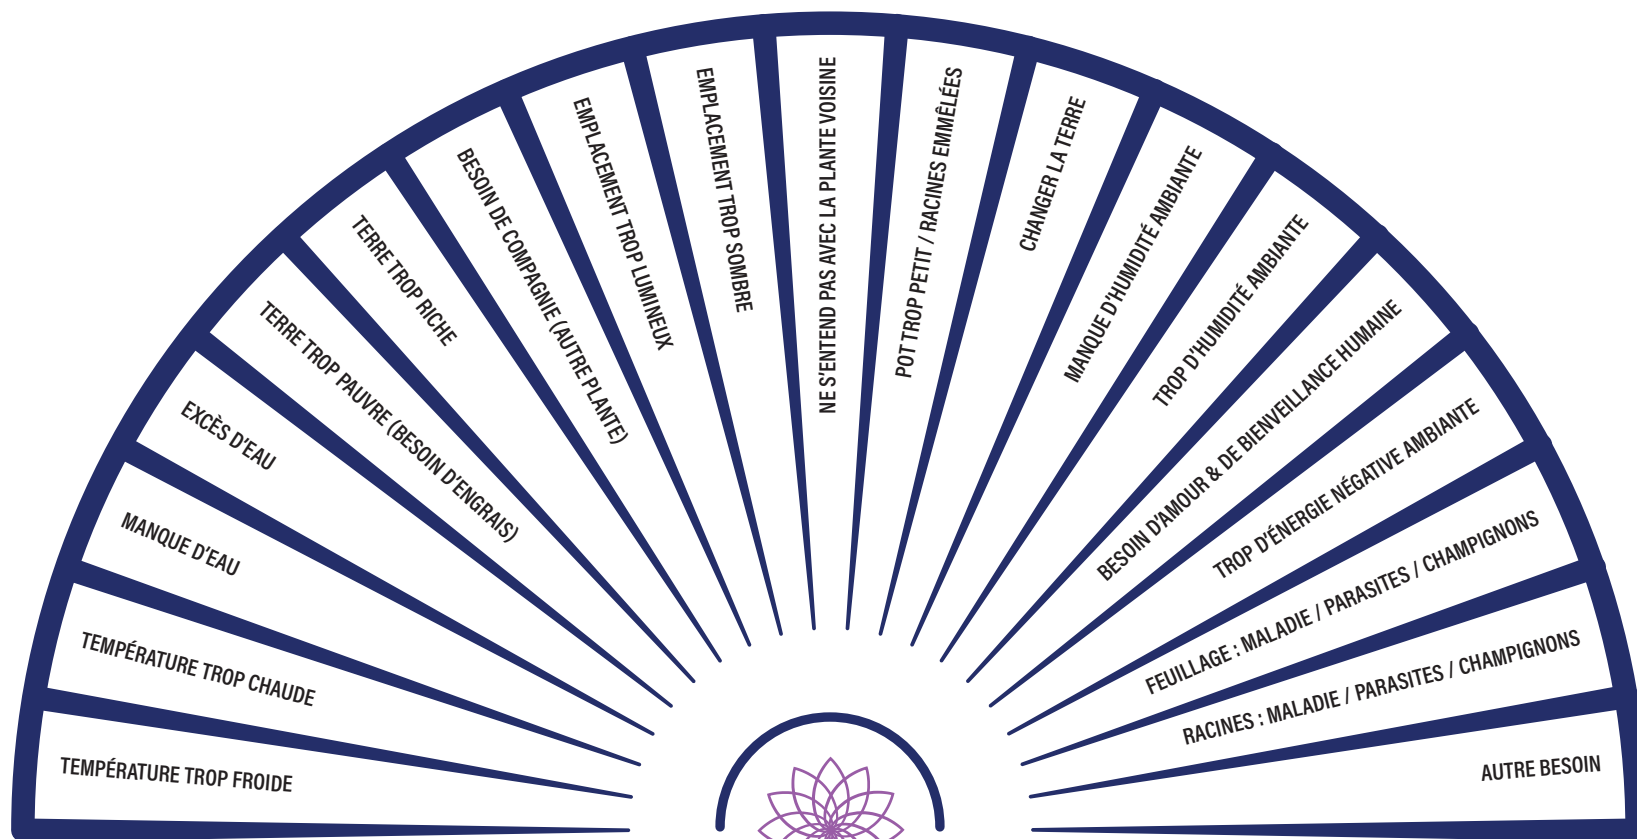 TEMPÉRATURE TROP FROIDE
TEMPÉRATURE TROP CHAUDE
MANQUE D'EAU
EXCÈS D'EAU
TERRE TROP PAUVRE (BESOIN D'ENGRAIS)
TERRE TROP RICHE
BESOIN DE COMPAGNIE (AUTRE PLANTE)
EMPLACEMENT TROP LUMINEUX
EMPLACEMENT TROP SOMBRE
NE S'ENTEND PAS AVEC LA PLANTE VOISINE
POT TROP PETIT / RACINES EMMÊLÉES
CHANGER LA TERRE
MANQUE D'HUMIDITÉ AMBIANTE
TROP D'HUMIDITÉ AMBIANTE
BESOIN D'AMOUR & DE BIENVEILLANCE HUMAINE
TROP D'ÉNERGIE NÉGATIVE AMBIANTE
FEUILLAGE : MALADIE / PARASITES / CHAMPIGNONS
RACINES : MALADIE / PARASITES / CHAMPIGNONS
AUTRE BESOIN